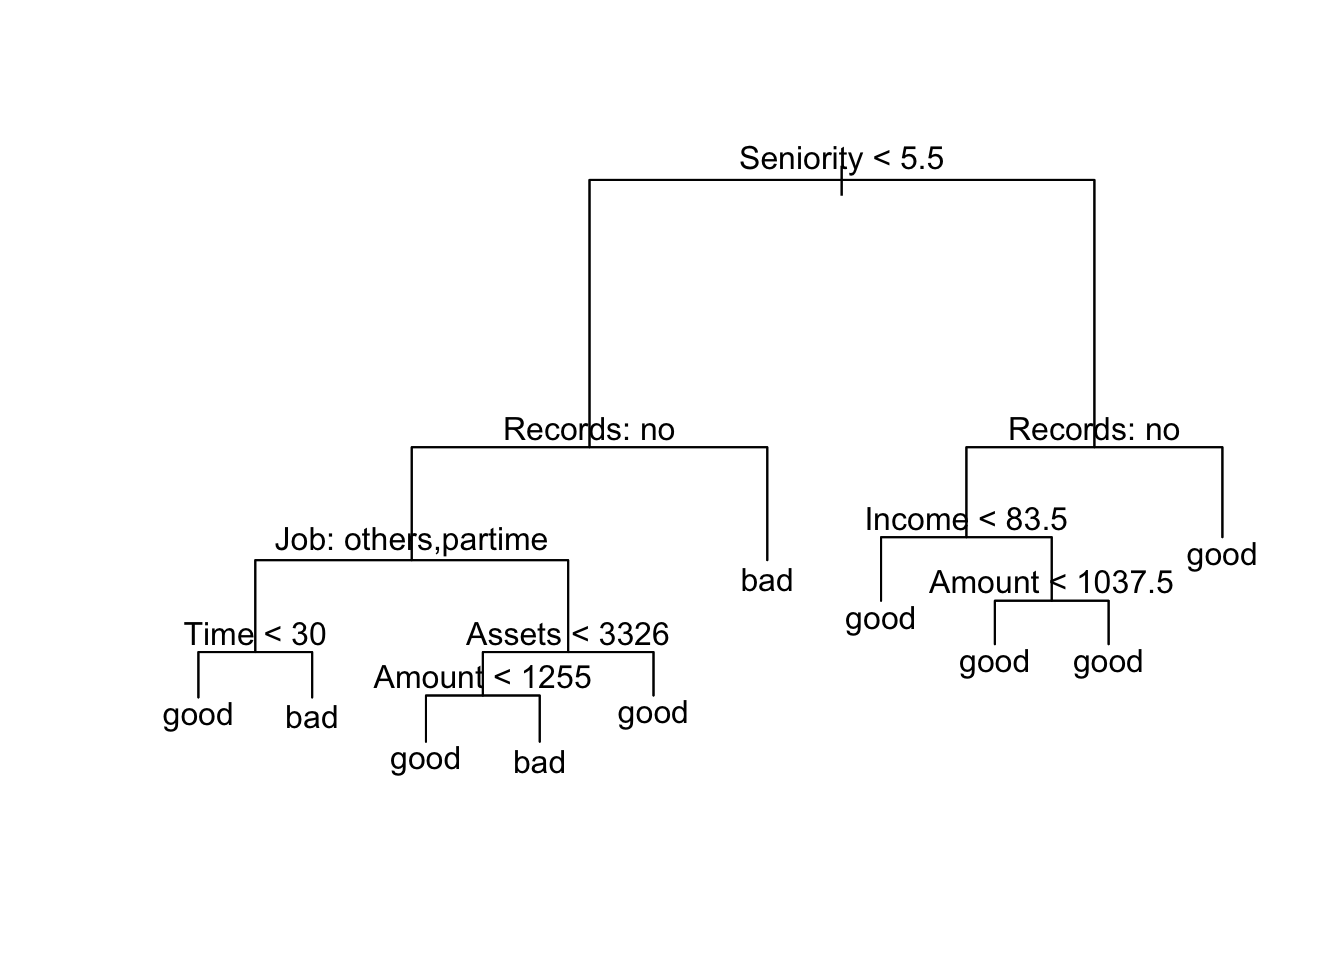 Seniority < 5.5
Records: no
Records: no
Income < 83.5
Job: others,partime
good
bad
Amount < 1037.5
good
Time < 30
Assets < 3326
good
good
Amount < 1255
good
bad
good
good
bad